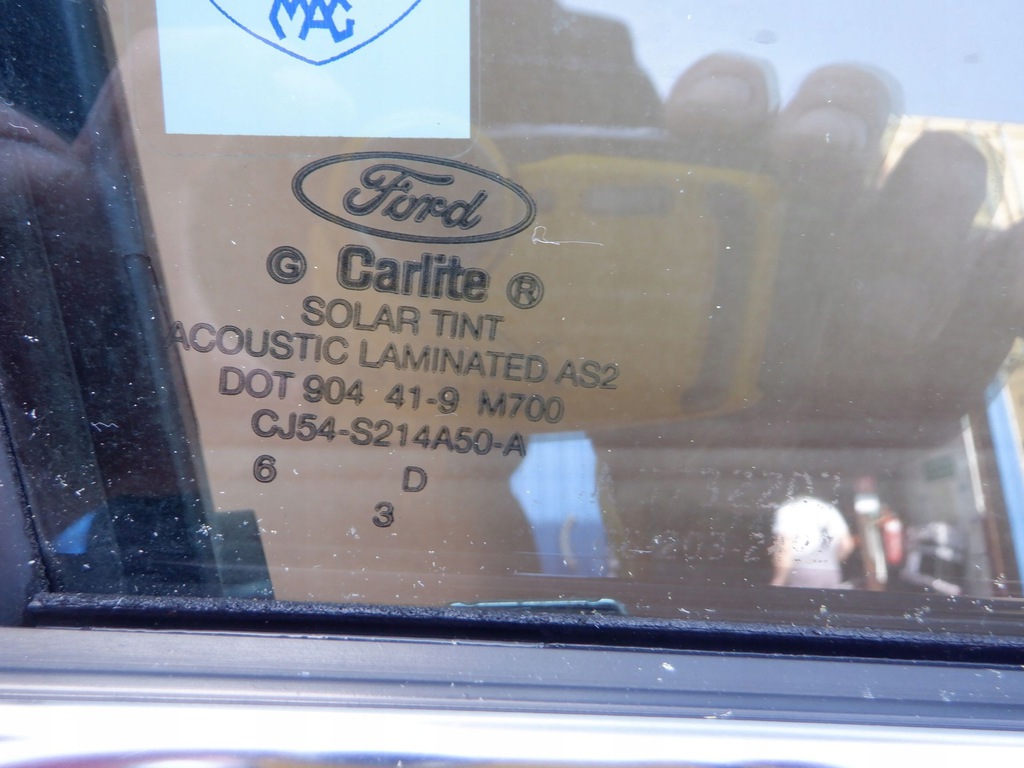 MAC
Ford
G Carlite ®
SOLAR TINT
ACOUSTIC LAMINATED AS2
DOT 904 41-9 M700
CJ54-S214A50-A
6 D
3